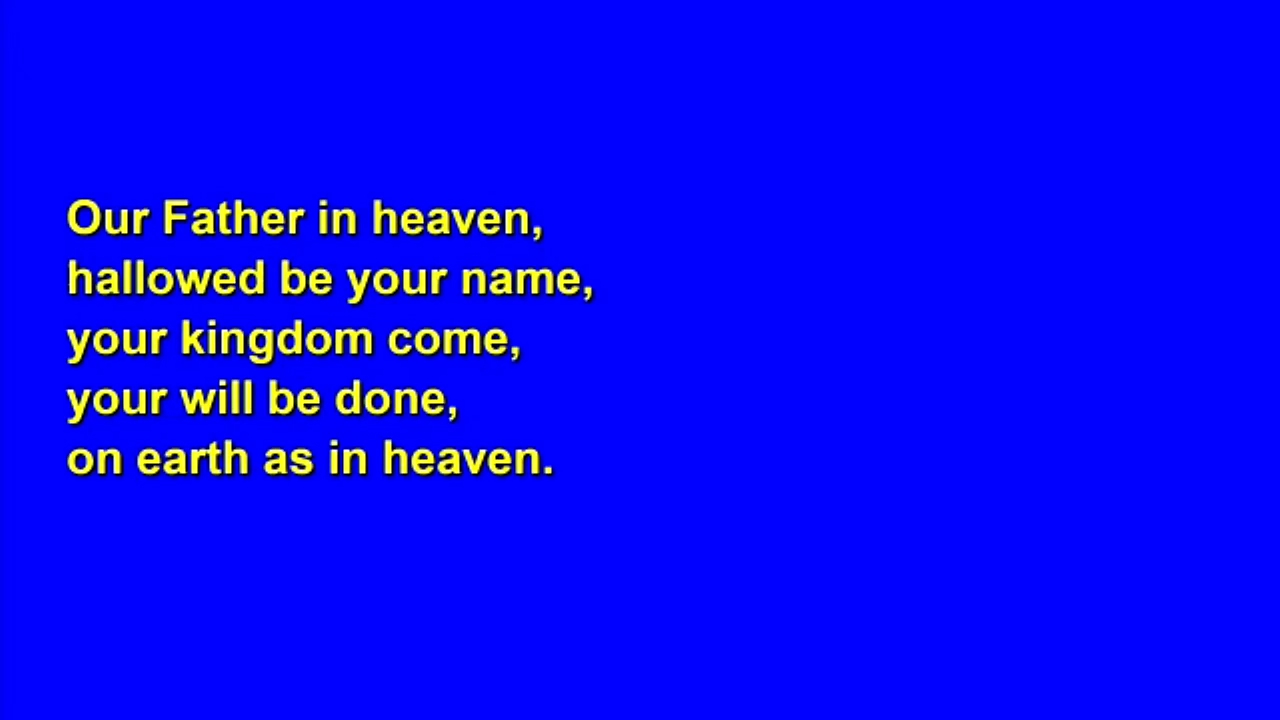 Our Father in heaven,
hallowed be your name,
your kingdom come,
your will be done,
on earth as in heaven.